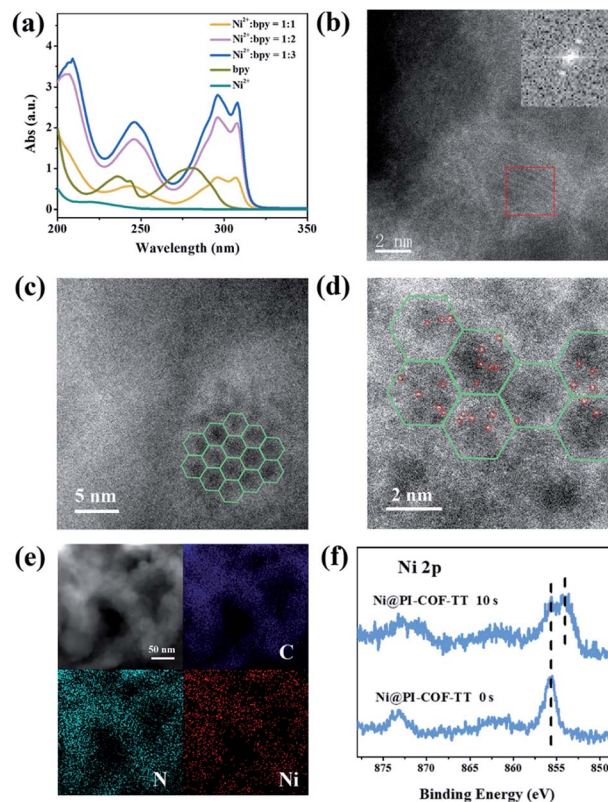 (a)
Ni²⁺:bpy = 1:1
Ni²⁺:bpy = 1:2
Ni²⁺:bpy = 1:3
bpy
Ni²⁺
Abs (a.u.)
4
3
2
1
0
200 250 300 350
Wavelength (nm)
(b)
2 nm
(c)
5 nm
(d)
2 nm
(e)
50 nm
C
N
Ni
(f)
Ni 2p
Ni@PI-COF-TT 10 s
Ni@PI-COF-TT 0 s
875 870 865 860 855 850
Binding Energy (eV)